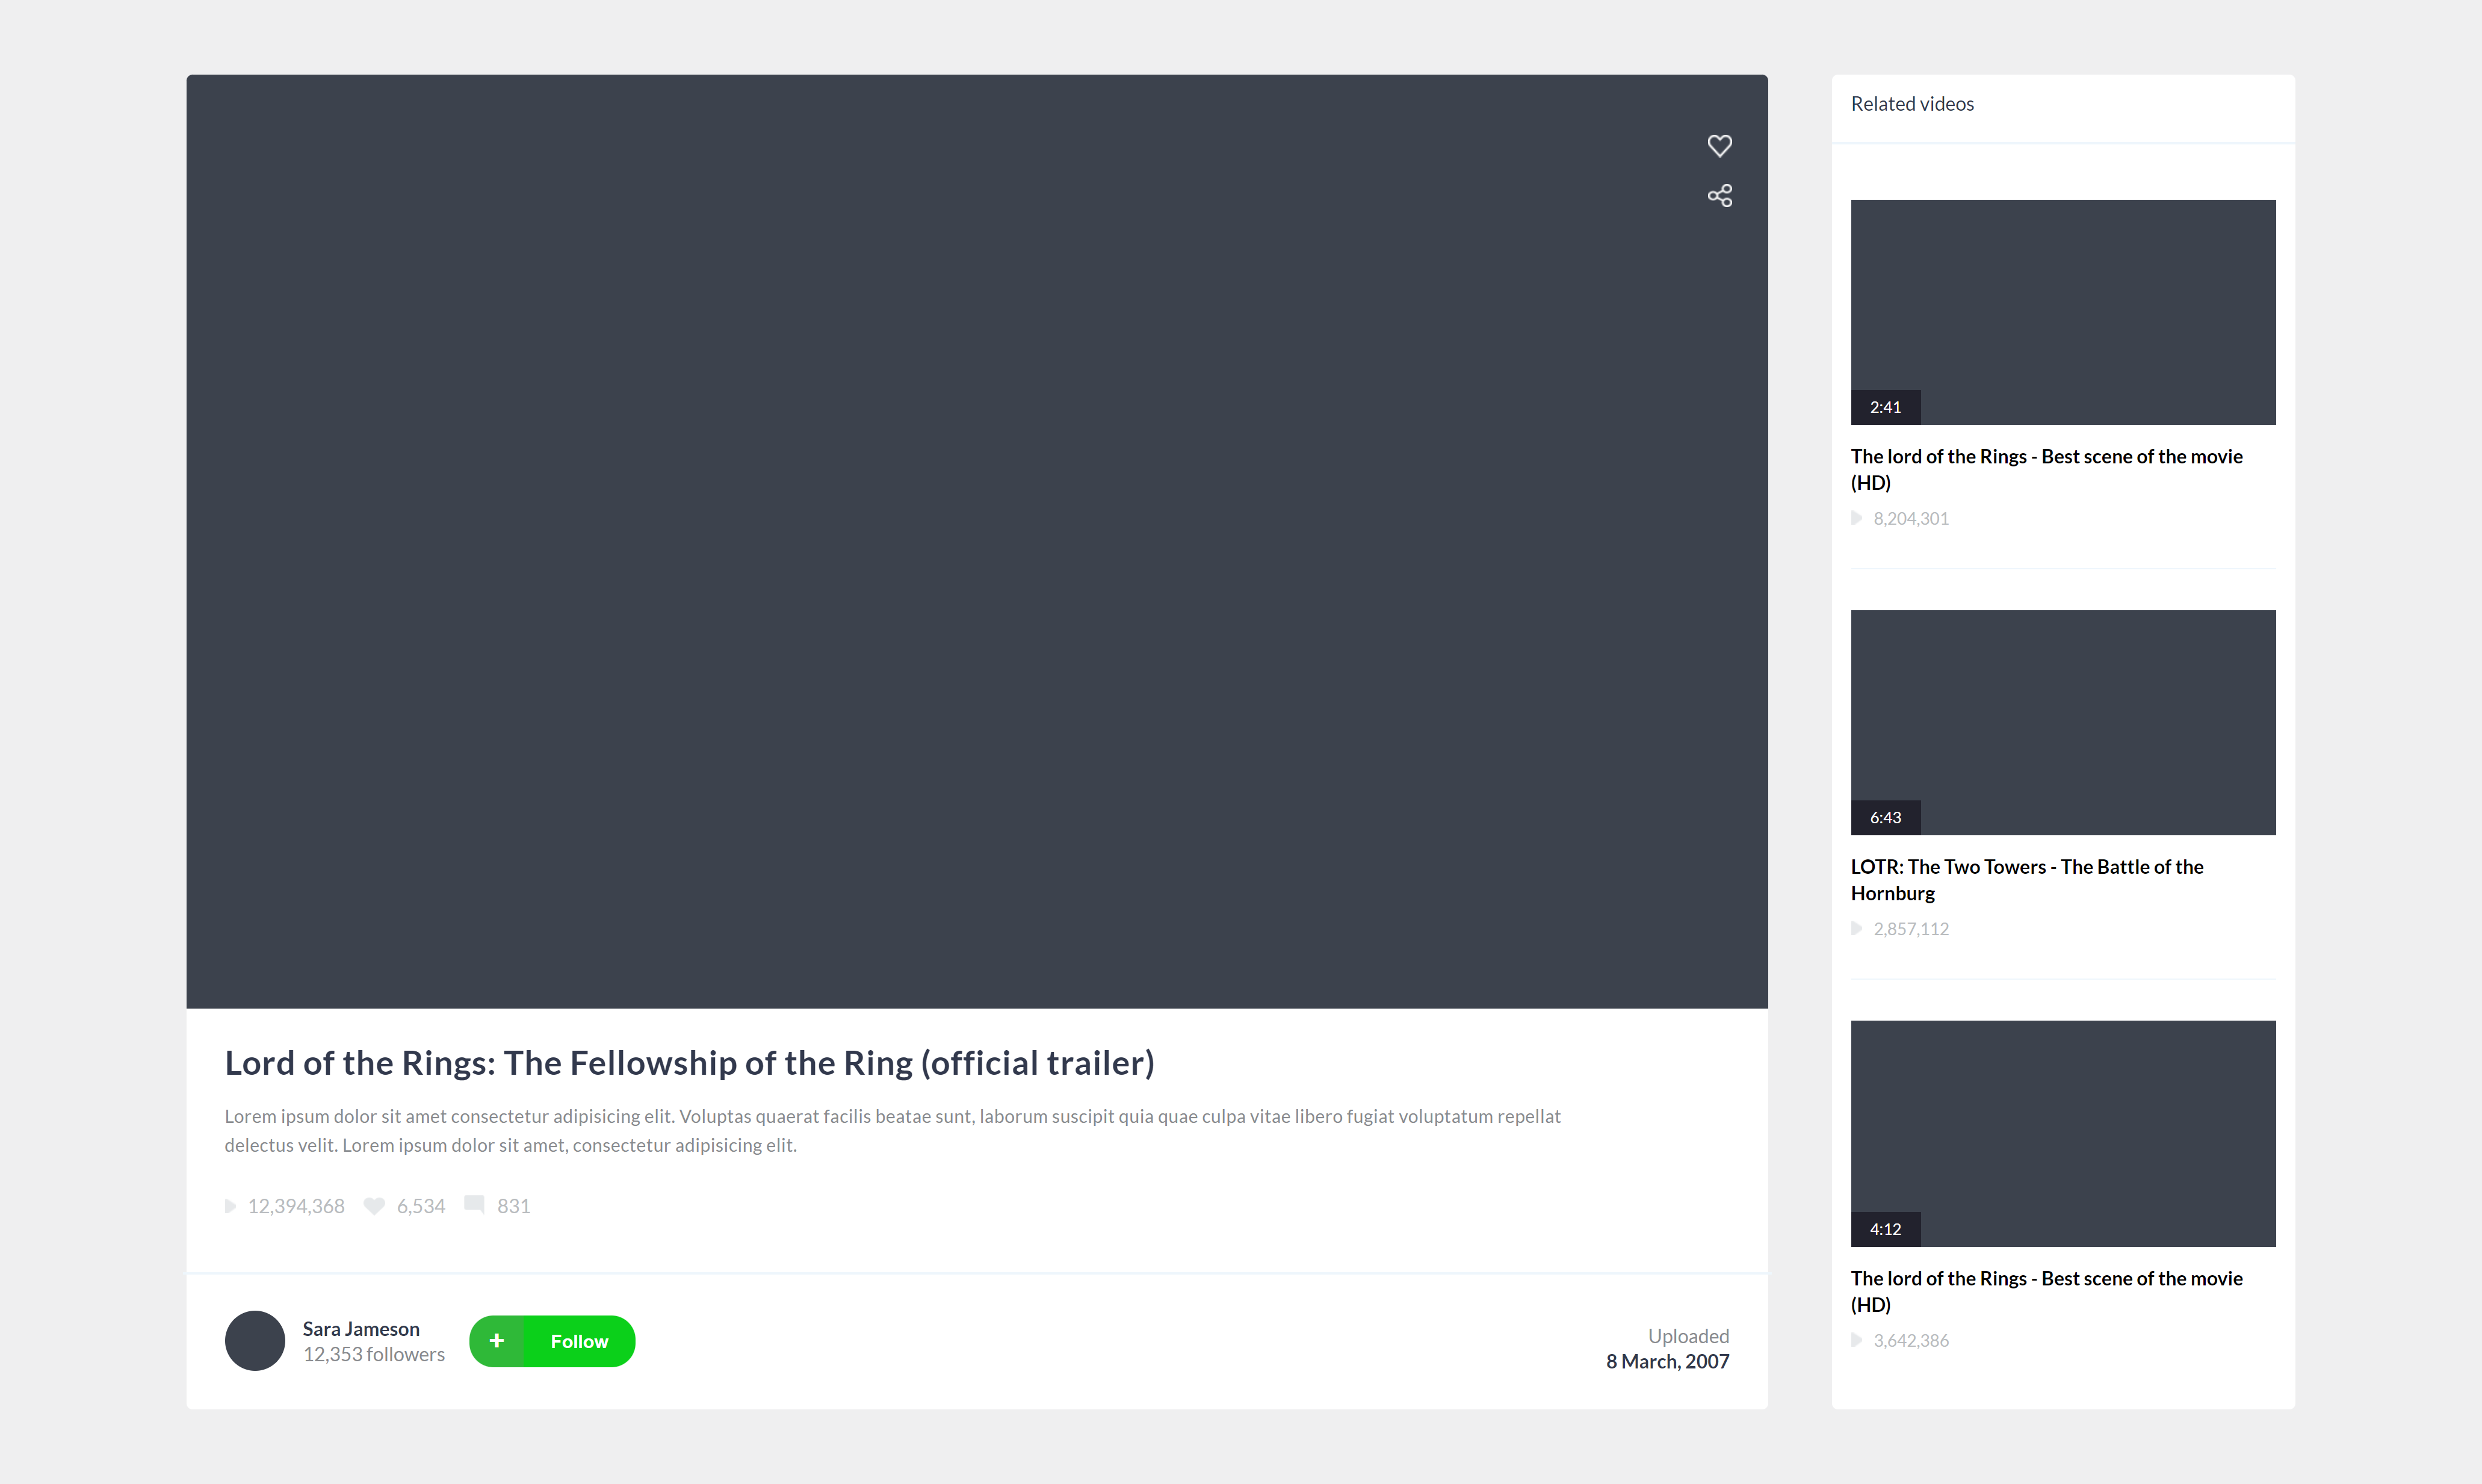 Lord of the Rings: The Fellowship of the Ring (official trailer)
Lorem ipsum dolor sit amet consectetur adipisicing elit. Voluptas quaerat facilis beatae sunt, laborum suscipit quia quae culpa vitae libero fugiat voluptatum repellat
delectus velit. Lorem ipsum dolor sit amet, consectetur adipisicing elit.
12,394,368 6,534 831
Sara Jameson
12,353 followers
+ Follow
Uploaded
8 March, 2007
Related videos
2:41
The lord of the Rings - Best scene of the movie
(HD)
8,204,301
6:43
LOTR: The Two Towers - The Battle of the
Hornburg
2,857,112
4:12
The lord of the Rings - Best scene of the movie
(HD)
3,642,386